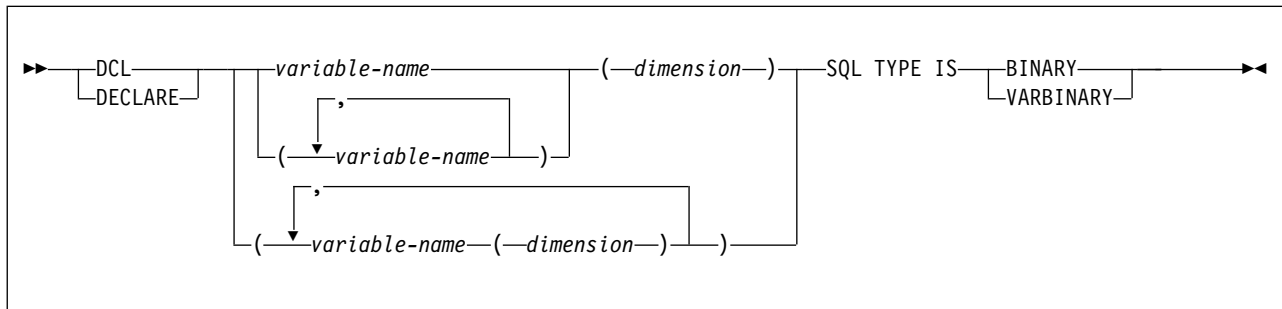 DCL variable-name ( dimension ) SQL TYPE IS BINARY
DECLARE VARBINARY
,
( variable-name )
,
( variable-name ( dimension ) )